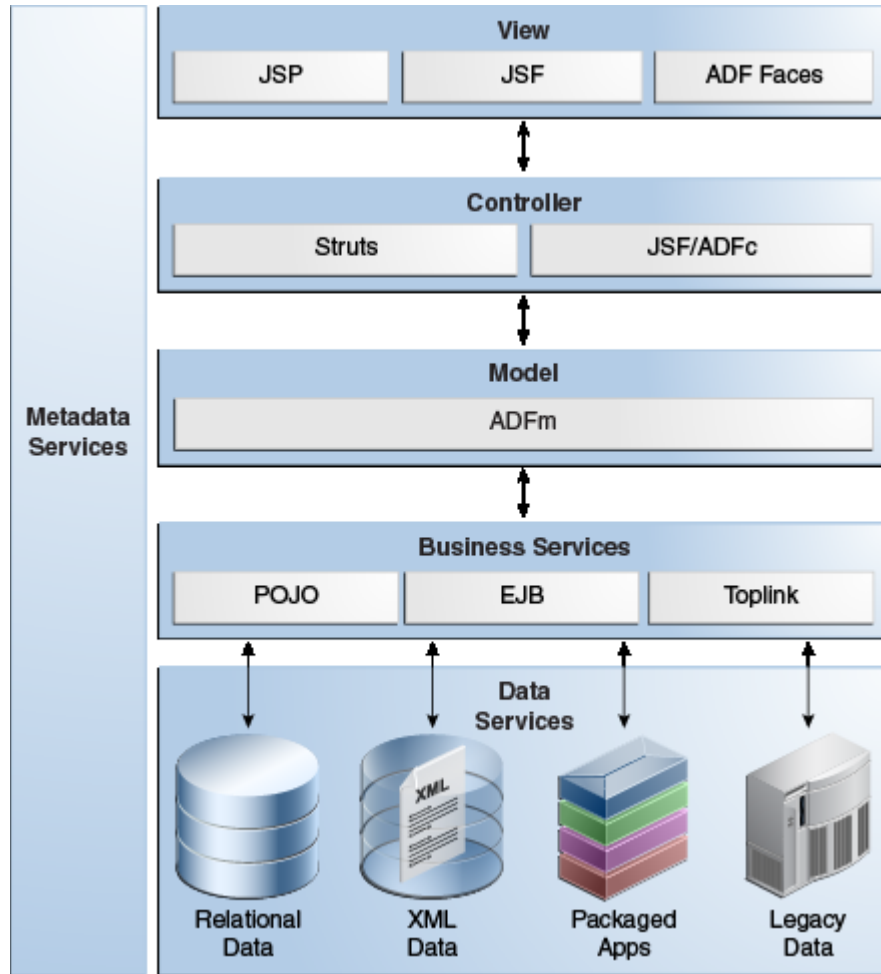 View
JSP
JSF
ADF Faces
Controller
Struts
JSF/ADFc
Model
ADFm
Metadata
Services
Business Services
POJO
EJB
Toplink
Data
Services
XML
Relational
Data
XML
Data
Packaged
Apps
Legacy
Data